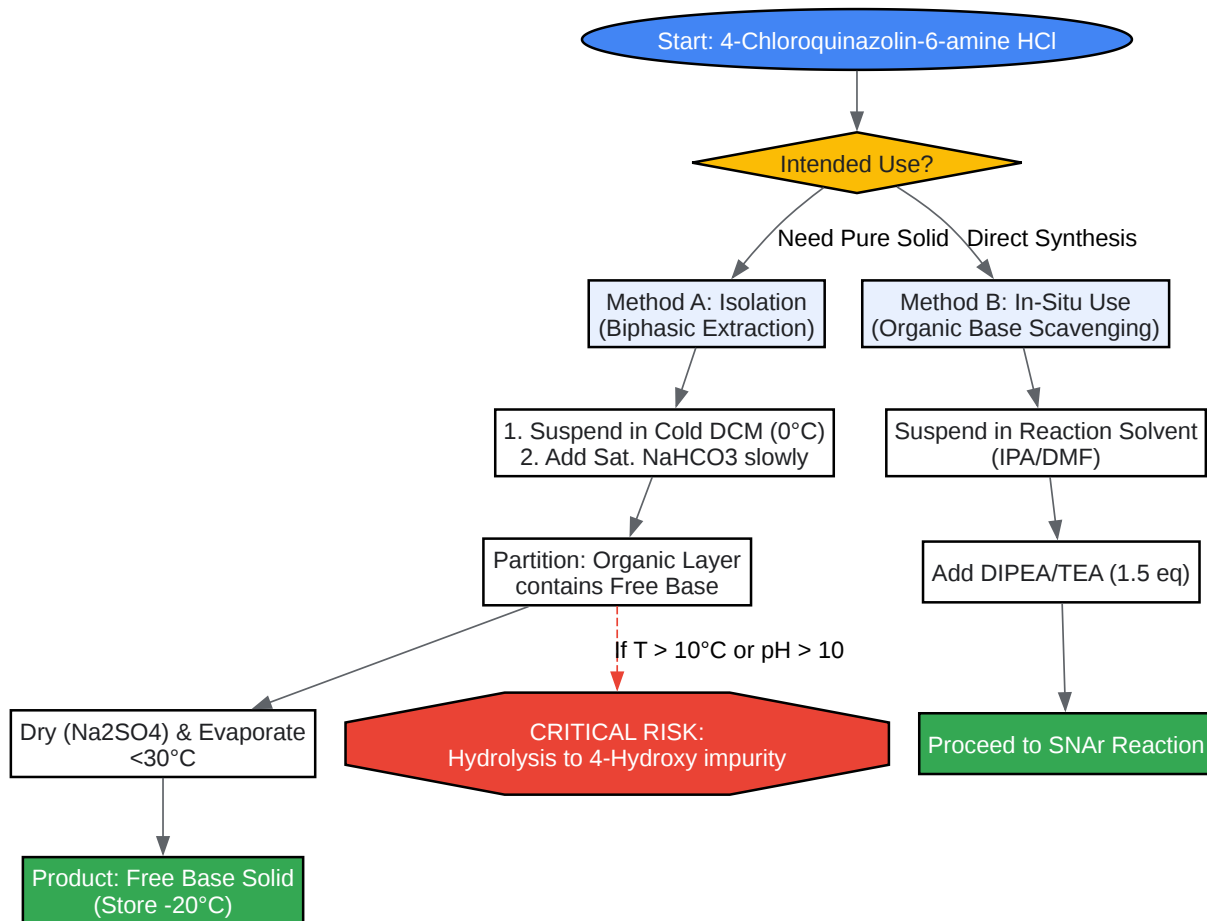 Start: 4-Chloroquinazolin-6-amine HCl
Intended Use?
Need Pure Solid
Direct Synthesis
Method A: Isolation
(Biphasic Extraction)
Method B: In-Situ Use
(Organic Base Scavenging)
1. Suspend in Cold DCM (0°C)
2. Add Sat. NaHCO3 slowly
Suspend in Reaction Solvent
(IPA/DMF)
Partition: Organic Layer
contains Free Base
Add DIPEA/TEA (1.5 eq)
If T > 10°C or pH > 10
Dry (Na2SO4) & Evaporate
<30°C
CRITICAL RISK:
Hydrolysis to 4-Hydroxy impurity
Proceed to SNAr Reaction
Product: Free Base Solid
(Store -20°C)